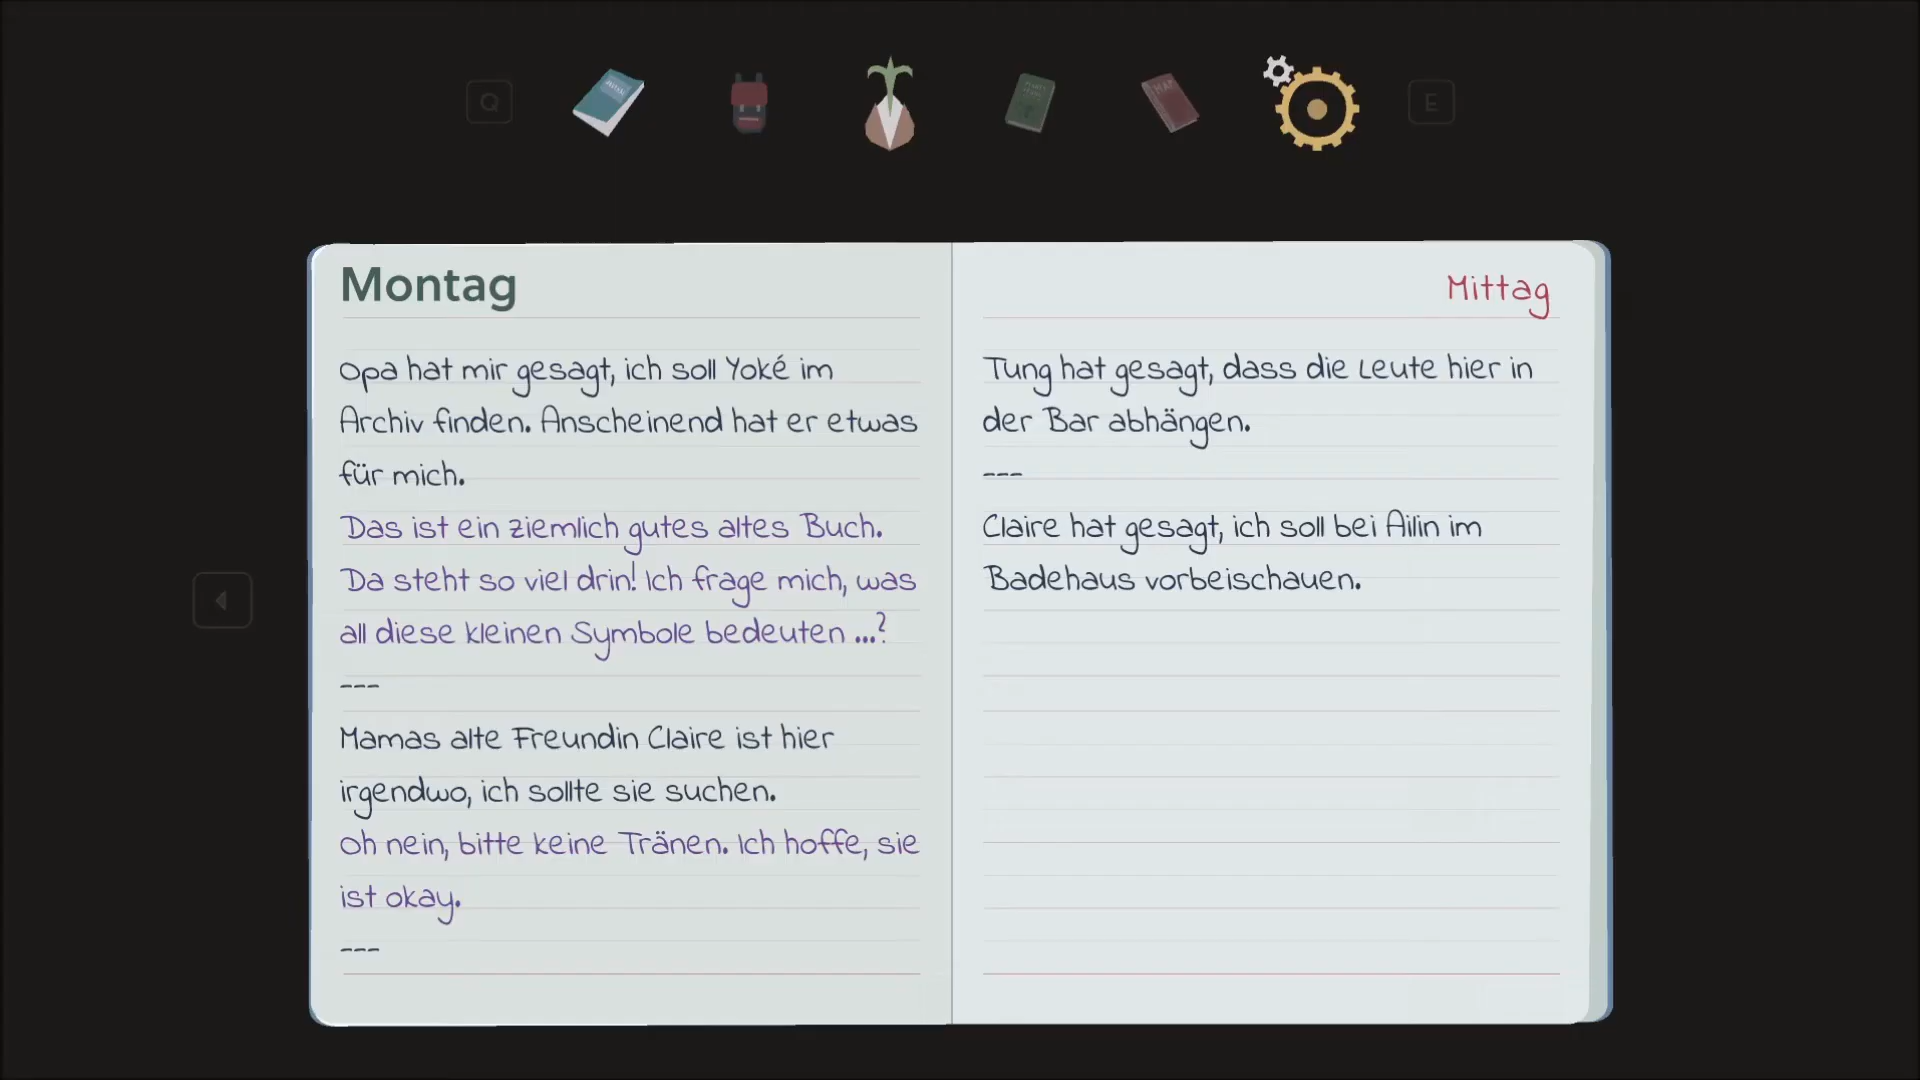 Q
E
Montag
Opa hat mir gesagt, ich soll Yoké im
Archiv finden. Anscheinend hat er etwas
für mich.
Das ist ein ziemlich gutes altes Buch.
Da steht so viel drin! Ich frage mich, was
all diese kleinen Symbole bedeuten ...?
---
Mamas alte Freundin Claire ist hier
irgendwo, ich sollte sie suchen.
Oh nein, bitte keine Tränen. Ich hoffe, sie
ist okay.
---
Mittag
Tung hat gesagt, dass die Leute hier in
der Bar abhängen.
---
Claire hat gesagt, ich soll bei Ailin im
Badehaus vorbeischauen.